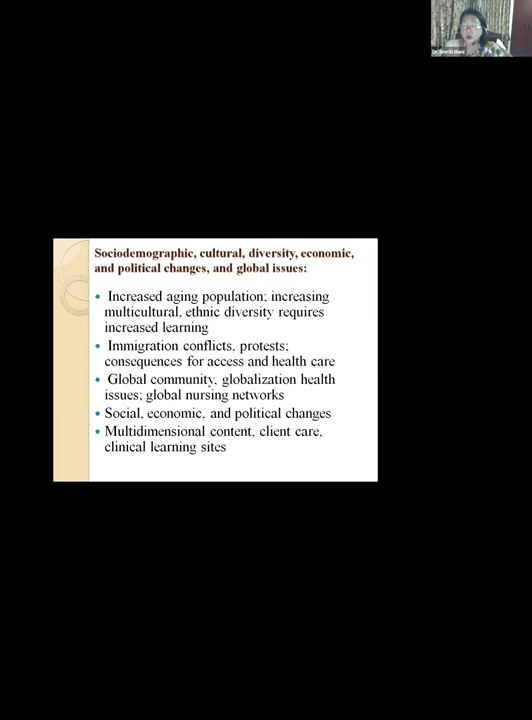 Sociodemographic, cultural, diversity, economic,
and political changes, and global issues:
• Increased aging population; increasing
multicultural, ethnic diversity requires
increased learning
• Immigration conflicts, protests;
consequences for access and health care
• Global community, globalization health
issues; global nursing networks
• Social, economic, and political changes
• Multidimensional content, client care,
clinical learning sites